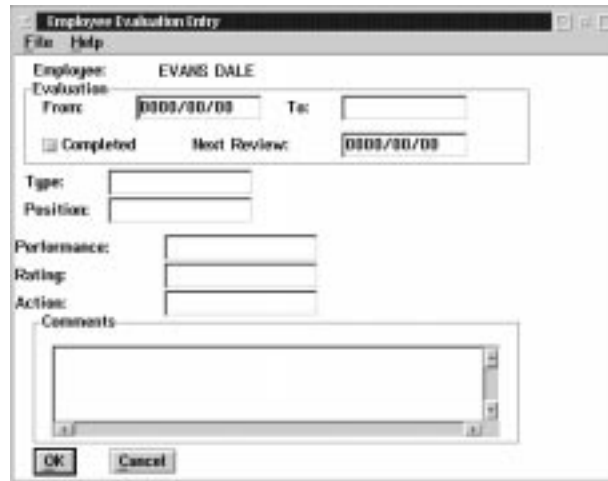 Employee Evaluation Entry
File Help
Employee: EVANS DALE
Evaluation
From: 0000/00/00 To:
Completed Next Review: 0000/00/00
Type:
Position:
Performance:
Rating:
Action:
Comments
OK Cancel